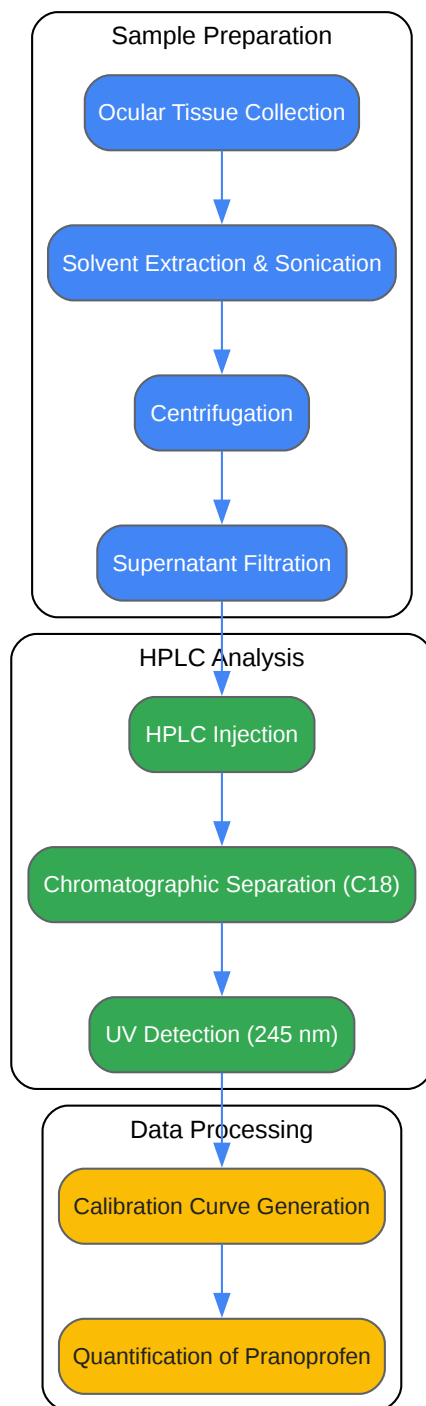 Sample Preparation
Ocular Tissue Collection
Solvent Extraction & Sonication
Centrifugation
Supernatant Filtration
HPLC Analysis
HPLC Injection
Chromatographic Separation (C18)
UV Detection (245 nm)
Data Processing
Calibration Curve Generation
Quantification of Pranoprofen